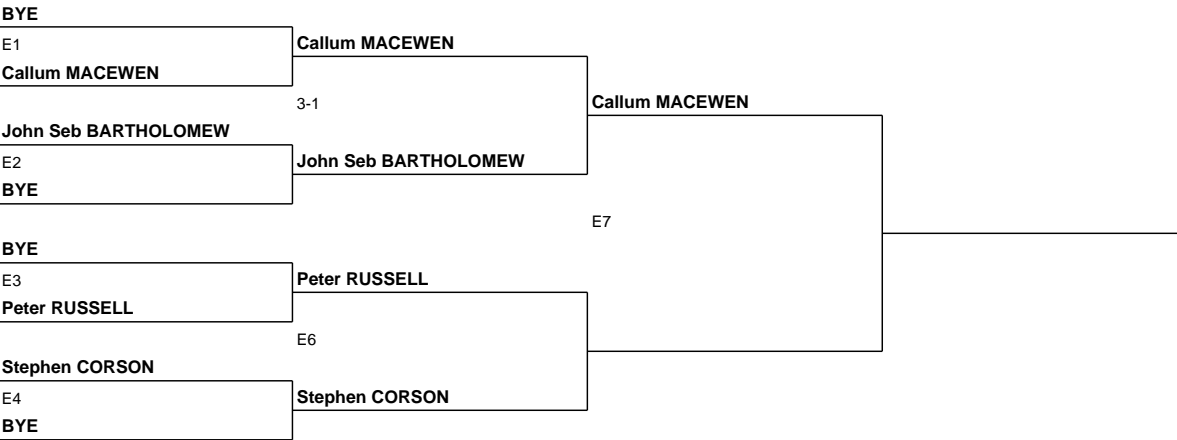 BYE
E1
Callum MACEWEN
Callum MACEWEN
3-1
Callum MACEWEN
John Seb BARTHOLOMEW
E2
John Seb BARTHOLOMEW
BYE
E7
BYE
E3
Peter RUSSELL
Peter RUSSELL
E6
Stephen CORSON
E4
Stephen CORSON
BYE